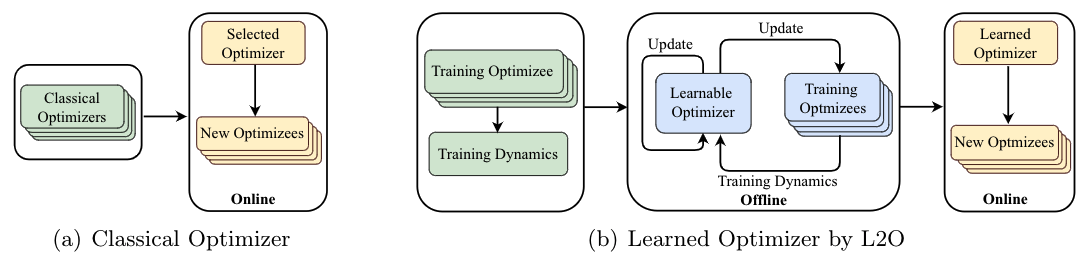 Classical
Optimizers
Selected
Optimizer
New Optimizees
Online
(a) Classical Optimizer
Training Optimizee
Training Dynamics
Update
Update
Learnable
Optimizer
Training
Optmizees
Training Dynamics
Offline
Learned
Optimizer
New Optmizees
Online
(b) Learned Optimizer by L2O